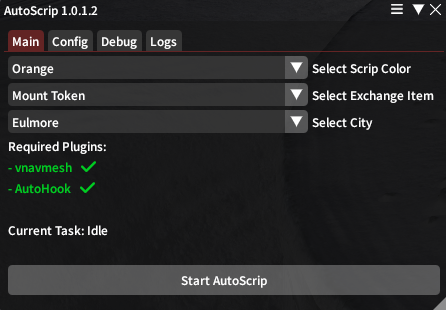 AutoScrip 1.0.1.2
Main Config Debug Logs
Orange Select Scrip Color
Mount Token Select Exchange Item
Eulmore Select City
Required Plugins:
- vnavmesh
- AutoHook
Current Task: Idle
Start AutoScrip